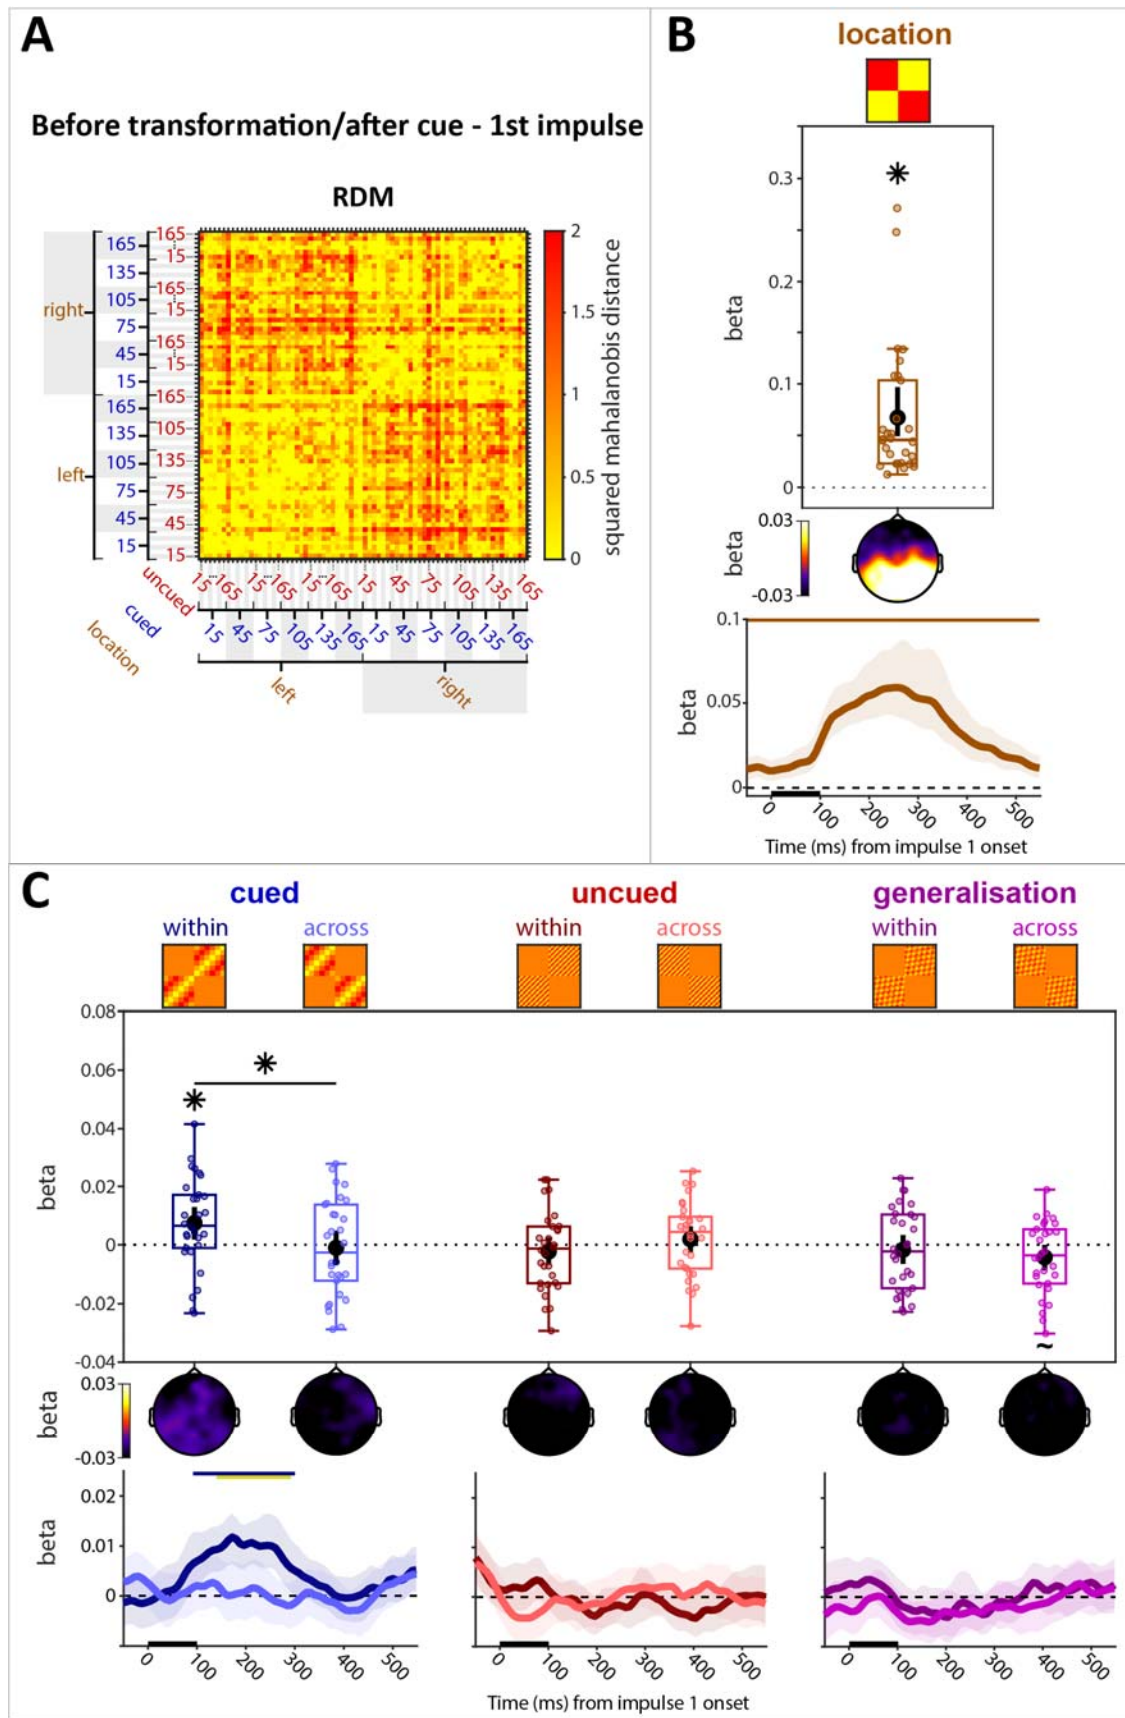 A
Before transformation/after cue - 1st impulse
RDM
right
left
165
135
105
75
45
15
165
135
105
75
45
15
165
15
165
15
165
15
165
105
135
75
45
15
2
1.5
1
0.5
0
squared mahalanobis distance
uncued
15 165 15 165 15 165 15 45 75 105 135 165
cued
15 45 75 105 135 165 15 45 75 105 135 165
location
left
right
B
location
beta
0.3
0.2
0.1
0
beta
0.03
-0.03
beta
0.1
0.05
0
0 100 200 300 400 500
Time (ms) from impulse 1 onset
C
cued uncued generalisation
within across within across within across
beta
0.08
0.06
0.04
0.02
0
-0.02
-0.04
~
beta
0.03
-0.03
beta
0.02
0.01
0
0 100 200 300 400 500 0 100 200 300 400 500 0 100 200 300 400 500
Time (ms) from impulse 1 onset